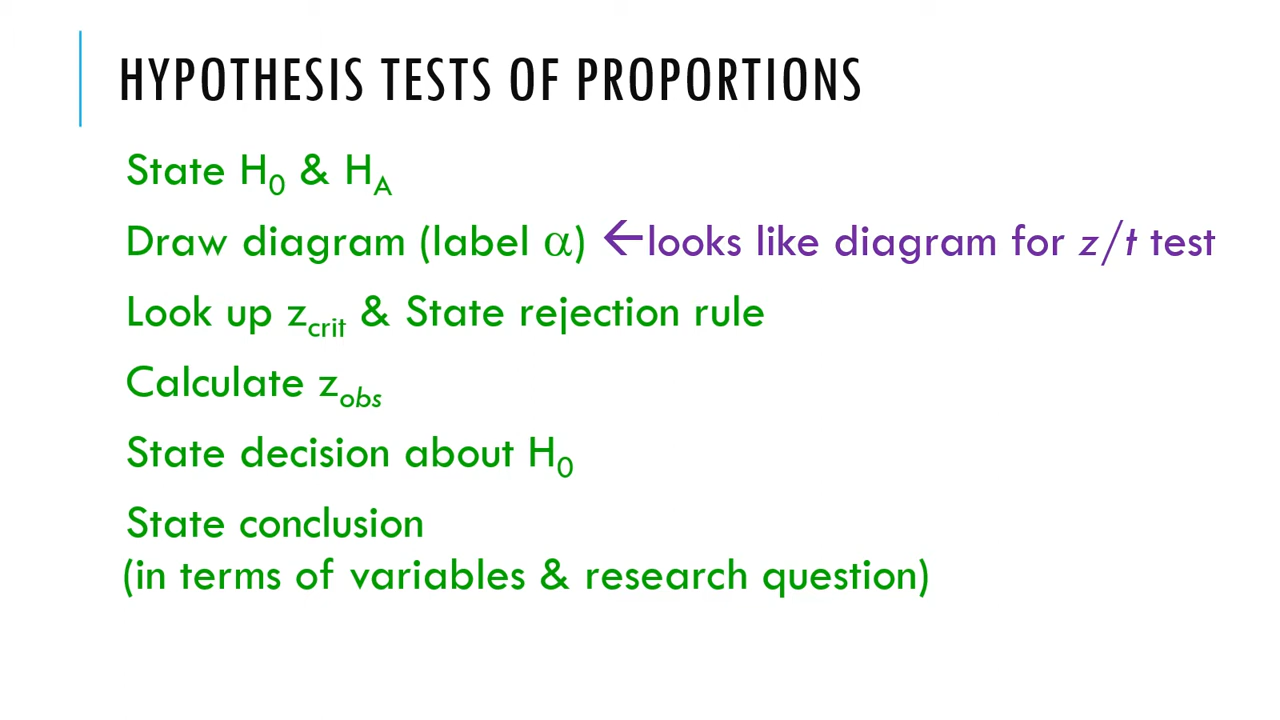 HYPOTHESIS TESTS OF PROPORTIONS
State H₀ & HA
Draw diagram (label α) ←looks like diagram for z/t test
Look up zcrit & State rejection rule
Calculate zobs
State decision about H₀
State conclusion
(in terms of variables & research question)